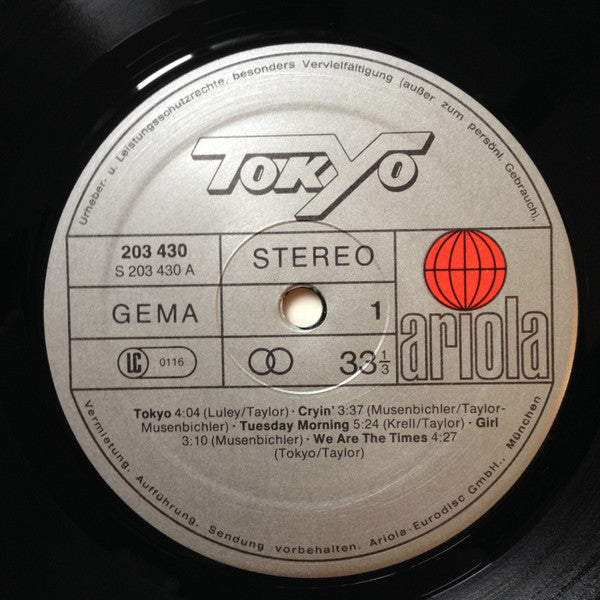 Urheber- u. Leistungsschutzrechte, besonders Vervielfältigung (außer zum persönl. Gebrauch),
TOKYO
203 430
S 203 430 A
STEREO
GEMA
1
LC 0116
33 1/3
ariola
Tokyo 4:04 (Luley/Taylor) · Cryin' 3:37 (Musenbichler/Taylor-
Musenbichler) · Tuesday Morning 5:24 (Krell/Taylor) · Girl
3:10 (Musenbichler) · We Are The Times 4:27
(Tokyo/Taylor)
Vermietung, Aufführung, Sendung vorbehalten. Ariola-Eurodisc GmbH., München